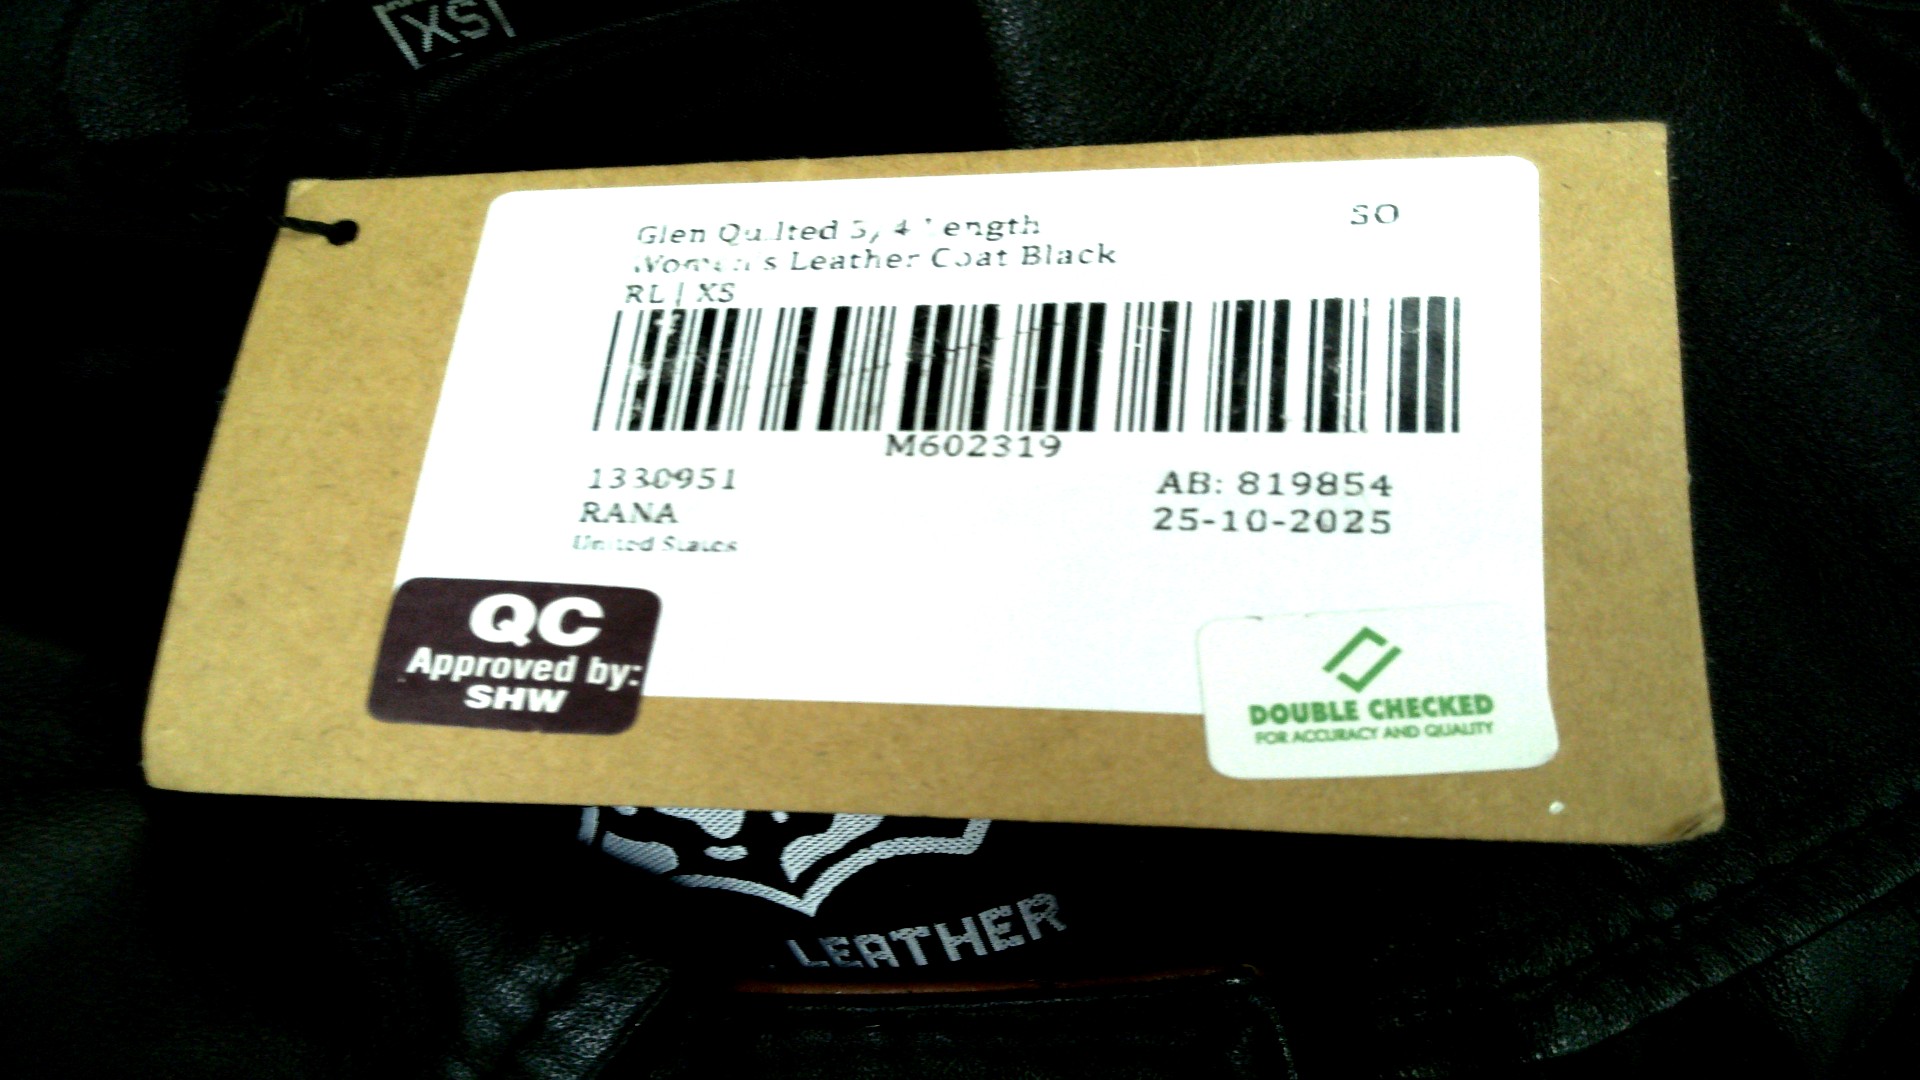 XS
Glen Quilted 3/4 Length
SO
Women's Leather Coat Black
RL | XS
M602319
1330951
AB: 819854
RANA
25-10-2025
United States
QC
Approved by:
SHW
DOUBLE CHECKED
FOR ACCURACY AND QUALITY
LEATHER